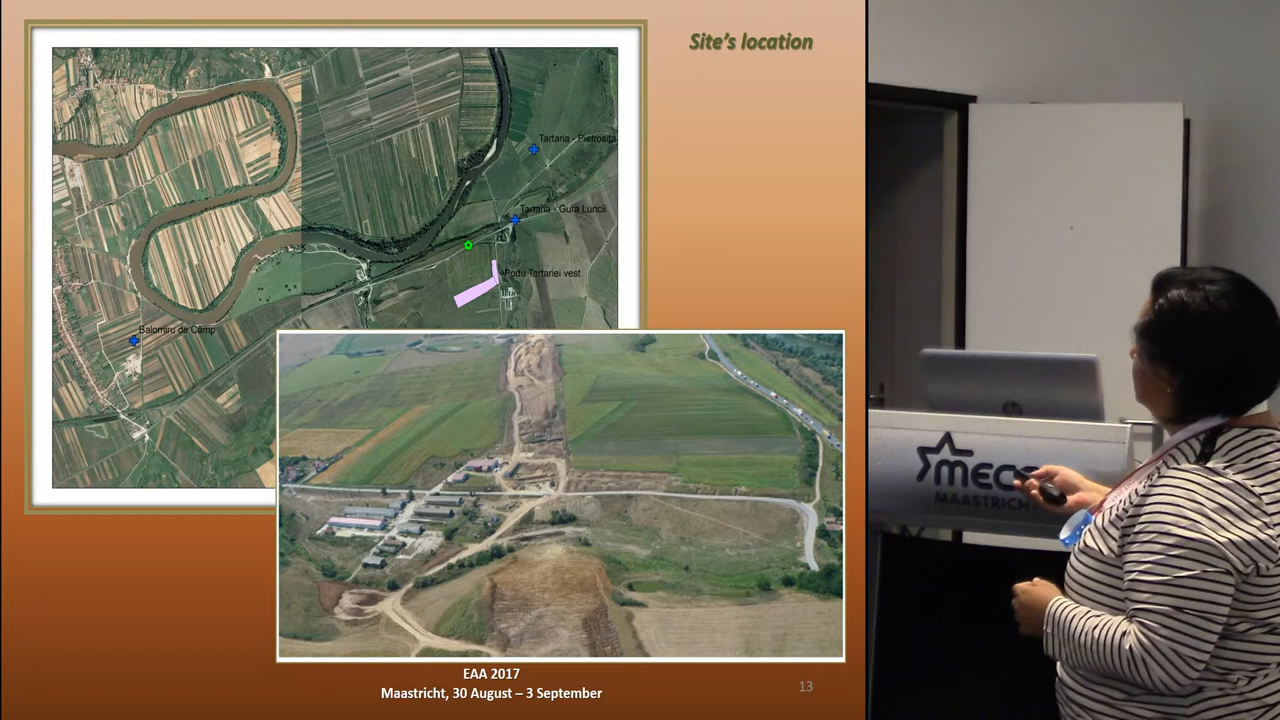 Site's location
Tartaria - Pietrosita
Tartaria - Gura Luncii
Podu Tartariei vest
Balomiru de Câmp
MECC
MAASTRICHT
EAA 2017
Maastricht, 30 August – 3 September
13